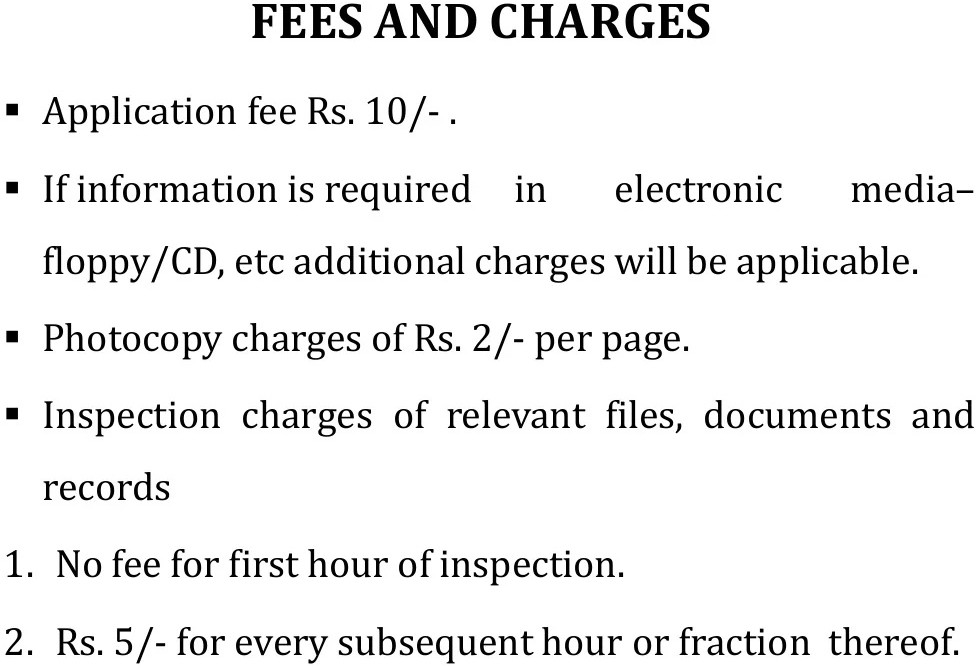 FEES AND CHARGES
▪ Application fee Rs. 10/- .
▪ If information is required in electronic media–
floppy/CD, etc additional charges will be applicable.
▪ Photocopy charges of Rs. 2/- per page.
▪ Inspection charges of relevant files, documents and
records
1. No fee for first hour of inspection.
2. Rs. 5/- for every subsequent hour or fraction thereof.